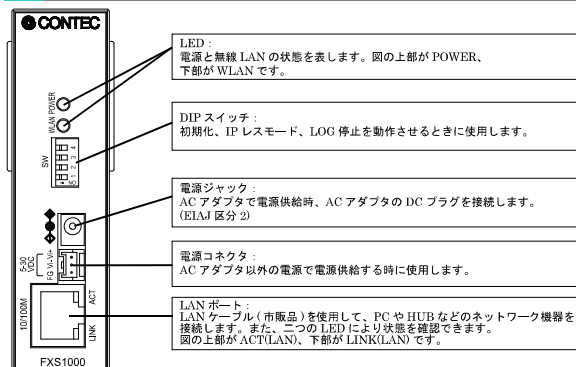 CONTEC
LED :
電源と無線 LAN の状態を表します。図の上部が POWER、
下部が WLAN です。
WLAN POWER
DIP スイッチ :
初期化、IP レスモード、LOG 停止を動作させるときに使用します。
SW
1 2 3 4
電源ジャック :
AC アダプタで電源供給時、AC アダプタの DC プラグを接続します。
(EIAJ 区分 2)
5-30
VDC
FG V- V+
電源コネクタ :
AC アダプタ以外の電源で電源供給する時に使用します。
10/100M
LINK
ACT
LAN ポート :
LAN ケーブル ( 市販品 ) を使用して、PC や HUB などのネットワーク機器を
接続します。また、二つの LED により状態を確認できます。
図の上部が ACT(LAN)、下部が LINK(LAN) です。
FXS1000